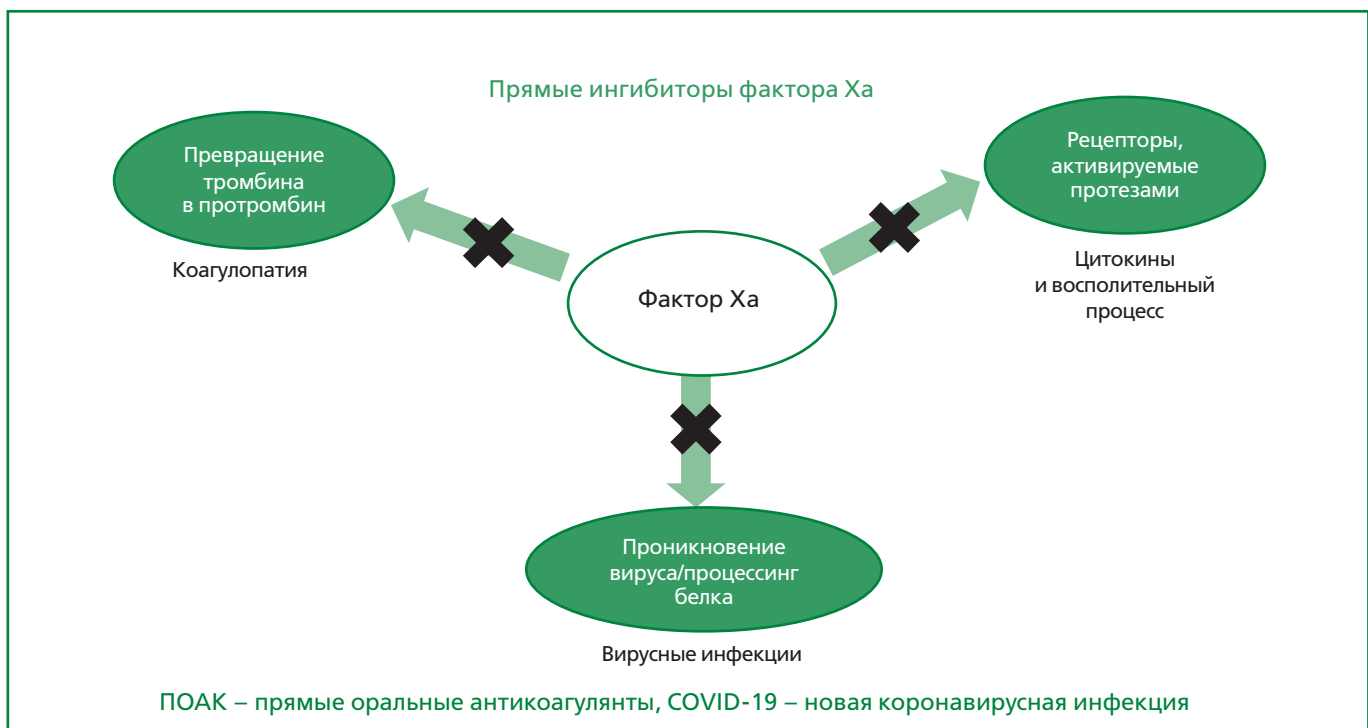 Прямые ингибиторы фактора Ха
Превращение
тромбина
в протромбин
Коагулопатия
Рецепторы,
активируемые
протезами
Цитокины
и восполительный
процесс
Фактор Ха
Проникновение
вируса/процессинг
белка
Вирусные инфекции
ПОАК – прямые оральные антикоагулянты, COVID-19 – новая коронавирусная инфекция